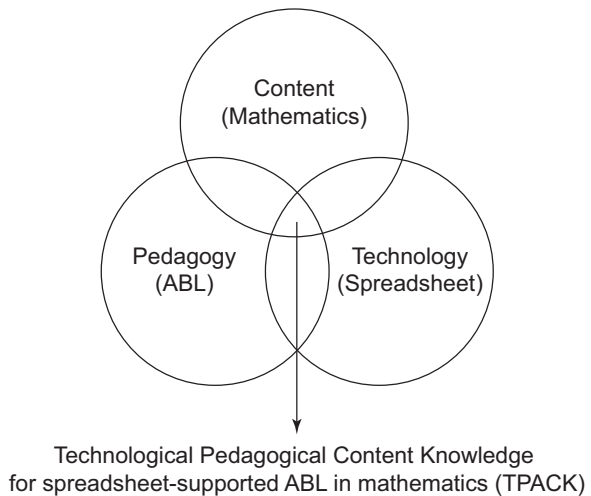 Content
(Mathematics)
Pedagogy
(ABL)
Technology
(Spreadsheet)
Technological Pedagogical Content Knowledge
for spreadsheet-supported ABL in mathematics (TPACK)